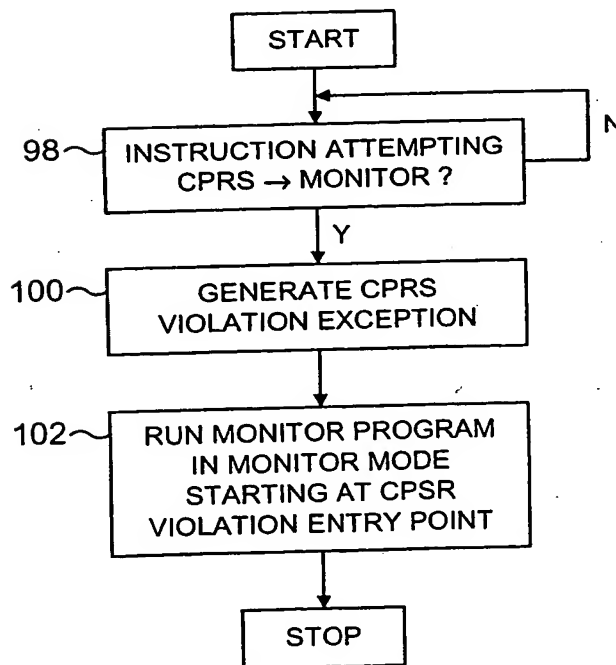 START
N
98
INSTRUCTION ATTEMPTING
CPRS → MONITOR ?
Y
100
GENERATE CPRS
VIOLATION EXCEPTION
102
RUN MONITOR PROGRAM
IN MONITOR MODE
STARTING AT CPSR
VIOLATION ENTRY POINT
STOP